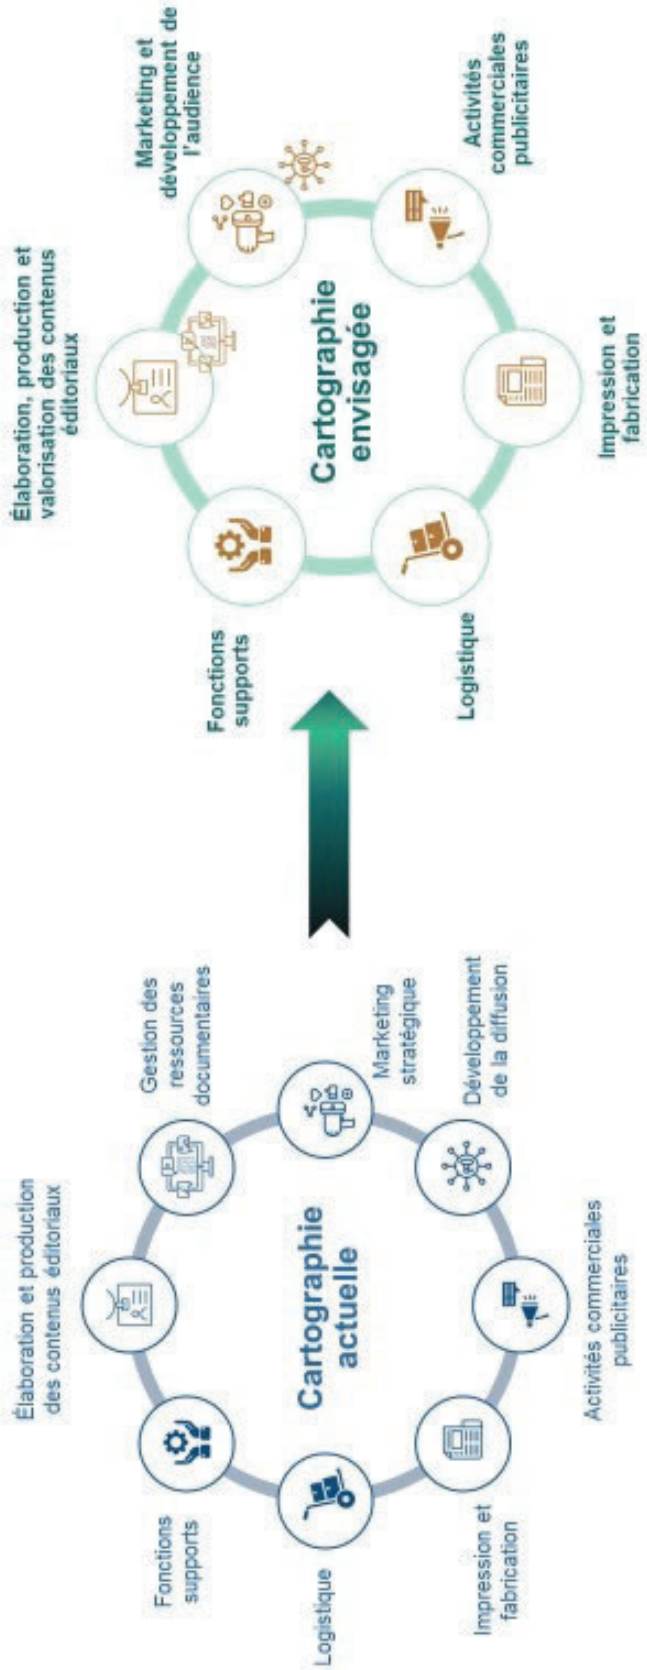 Élaboration et production
des contenus éditoriaux
Gestion des
ressources
documentaires
Marketing
stratégique
Développement
de la diffusion
Activités commerciales
publicitaires
Impression et
fabrication
Logistique
Fonctions
supports
Cartographie
actuelle
Élaboration, production et
valorisation des contenus
éditoriaux
Marketing et
développement de
l'audience
Activités
commerciales
publicitaires
Impression et
fabrication
Logistique
Fonctions
supports
Cartographie
envisagée